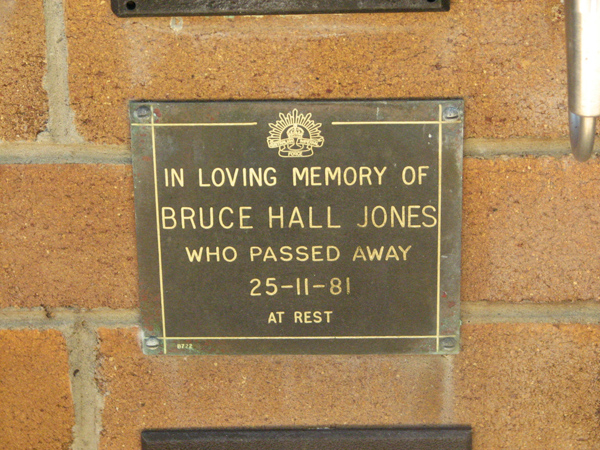 IN LOVING MEMORY OF
BRUCE HALL JONES
WHO PASSED AWAY
25-11-81
AT REST